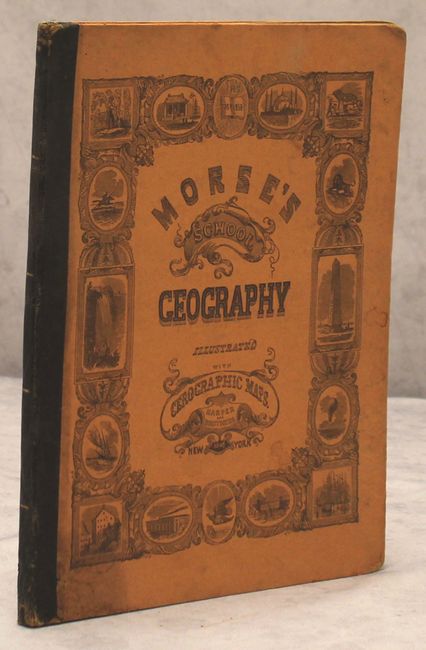 MORSE'S
SCHOOL
GEOGRAPHY
ILLUSTRATED
WITH
CEROGRAPHIC MAPS.
HARPER
BROTHERS
NEW YORK